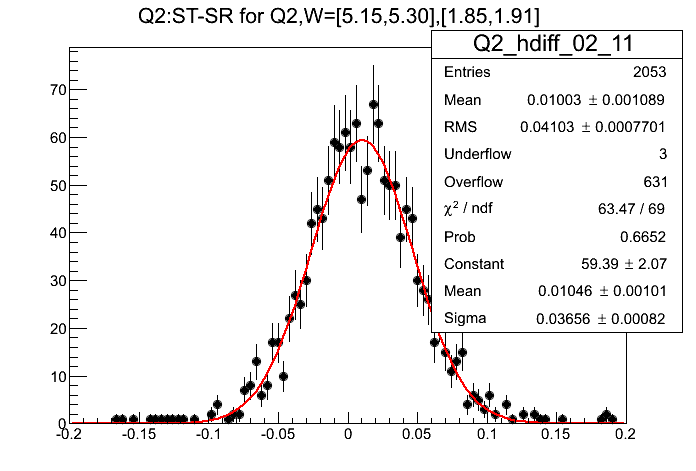 Q2:ST-SR for Q2,W=[5.15,5.30],[1.85,1.91]
Q2_hdiff_02_11
Entries 2053
Mean 0.01003 ± 0.001089
RMS 0.04103 ± 0.0007701
Underflow 3
Overflow 631
χ² / ndf 63.47 / 69
Prob 0.6652
Constant 59.39 ± 2.07
Mean 0.01046 ± 0.00101
Sigma 0.03656 ± 0.00082
70
60
50
40
30
20
10
0
-0.2 -0.15 -0.1 -0.05 0 0.05 0.1 0.15 0.2